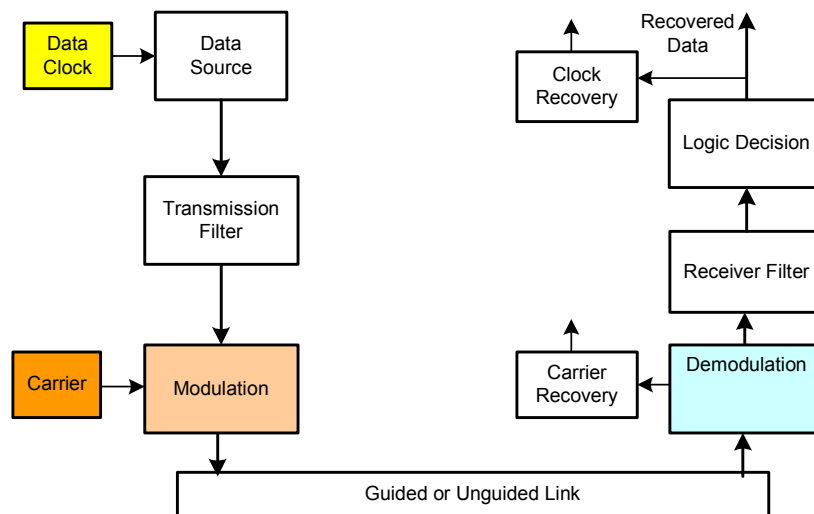 Data
Clock
Data
Source
Transmission
Filter
Carrier
Modulation
Guided or Unguided Link
Demodulation
Carrier
Recovery
Receiver Filter
Logic Decision
Clock
Recovery
Recovered
Data